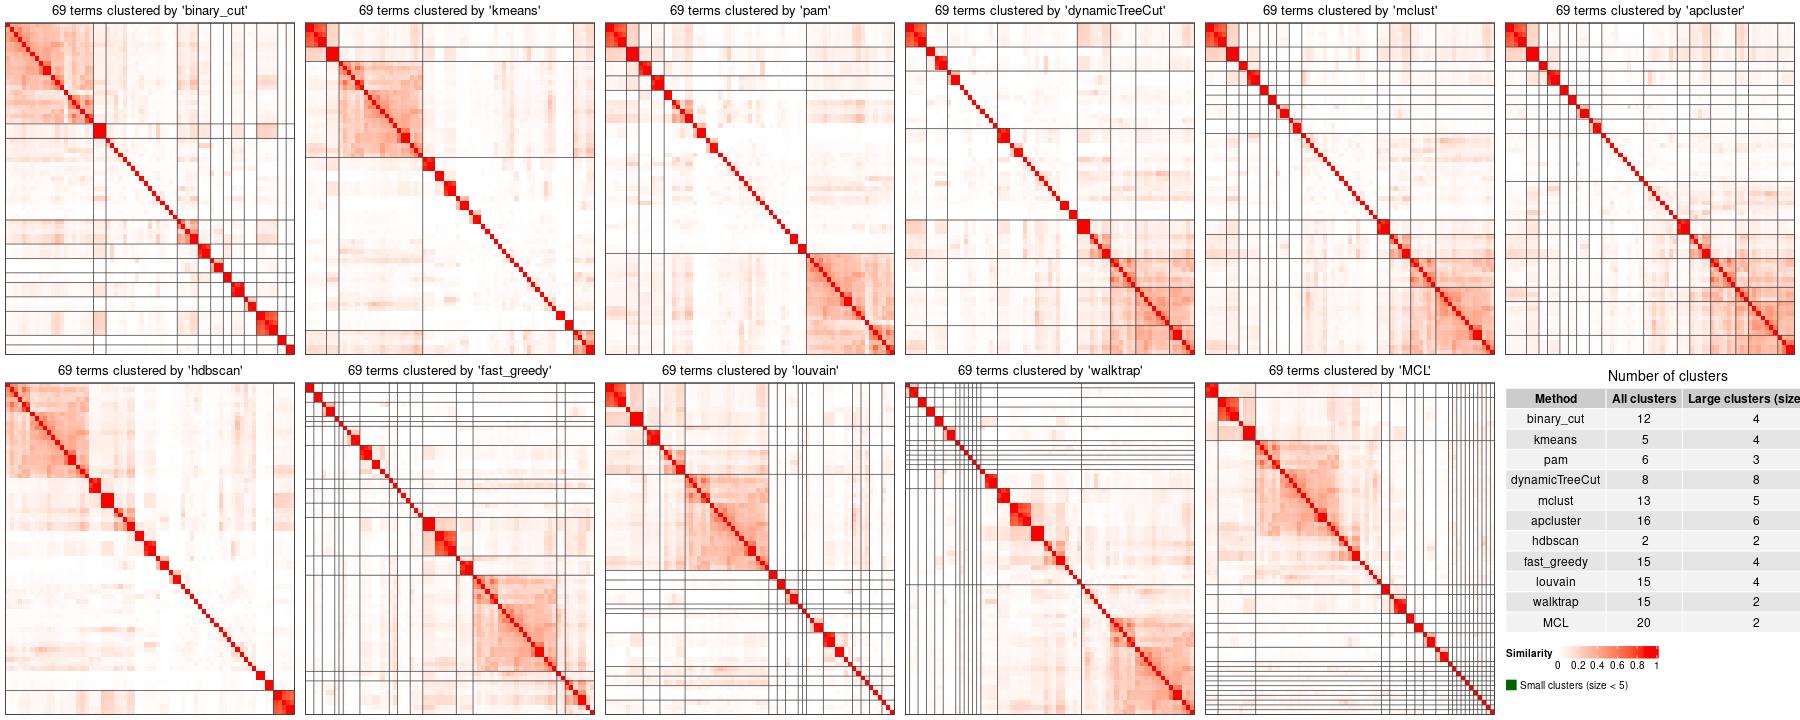 69 terms clustered by 'binary_cut'
69 terms clustered by 'kmeans'
69 terms clustered by 'pam'
69 terms clustered by 'dynamicTreeCut'
69 terms clustered by 'mclust'
69 terms clustered by 'apcluster'
69 terms clustered by 'hdbscan'
69 terms clustered by 'fast_greedy'
69 terms clustered by 'louvain'
69 terms clustered by 'walktrap'
69 terms clustered by 'MCL'
Number of clusters
Method All clusters Large clusters (size
binary_cut 12 4
kmeans 5 4
pam 6 3
dynamicTreeCut 8 8
mclust 13 5
apcluster 16 6
hdbscan 2 2
fast_greedy 15 4
louvain 15 4
walktrap 15 2
MCL 20 2
Similarity
0 0.2 0.4 0.6 0.8 1
Small clusters (size < 5)